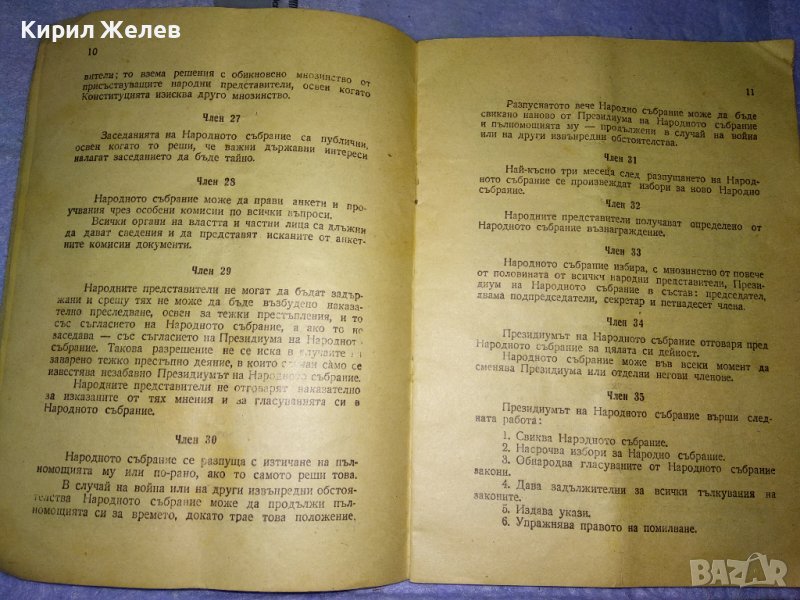 Кирил Желев
10
вители; то взема решения с обикновено мнозинство от
присъствуващите народни представители, освен когато
Конституцията изисква друго мнозинство.
Член 27
Заседанията на Народното събрание са публични,
освен когато то реши, че важни държавни интереси
налагат заседанието да бъде тайно.
Член 28
Народното събрание може да прави анкети и про-
учвания чрез особени комисии по всички въпроси.
Всички органи на властта и частни лица са длъжни
да дават сведения и да представят исканите от анкет-
ните комисии документи.
Член 29
Народните представители не могат да бъдат задър-
жани и срещу тях не може да бъде възбудено наказа-
телно преследване, освен за тежки престъпления, и то
със съгласието на Народното събрание, а ако то не
заседава — със съгласието на Президиума на Народното
събрание. Такова разрешение не се иска в случаите на
заварено тежко престъпно деяние, в които случаи само се
известява незабавно Президиумът на Народното събрание.
Народните представители не отговарят наказателно
за изказаните от тях мнения и за гласуванията си в
Народното събрание.
Член 30
Народното събрание се разпуща с изтичане на пъл-
номощията му или по-рано, ако то самото реши това.
В случай на война или на други извънредни обстоя-
телства Народното събрание може да продължи пъл-
номощията си за времето, докато трае това положение.
11
Разпуснатото вече Народно събрание може да бъде
свикано наново от Президиума на Народното събрание
и пълномощията му — продължени в случай на война
или на други извънредни обстоятелства.
Член 31
Най-късно три месеца след разпущането на Народ-
ното събрание се произвеждат избори за ново Народно
събрание.
Член 32
Народните представители получават определено от
Народното събрание възнаграждение.
Член 33
Народното събрание избира, с мнозинство от повече
от половината от всички народни представители, Прези-
диум на Народното събрание в състав: председател,
двама подпредседатели, секретар и петнадесет члена.
Член 34
Президиумът на Народното събрание отговаря пред
Народното събрание за цялата си дейност.
Народното събрание може във всеки момент да
сменява Президиума или отделни негови членове.
Член 35
Президиумът на Народното събрание върши след-
ната работа:
1. Свиква Народното събрание.
2. Насрочва избори за Народно събрание.
3. Обнародва гласуваните от Народното събрание
закони.
4. Дава задължителни за всички тълкувания на
законите.
5. Издава укази.
6. Упражнява правото на помилване.
BAZAR
bg